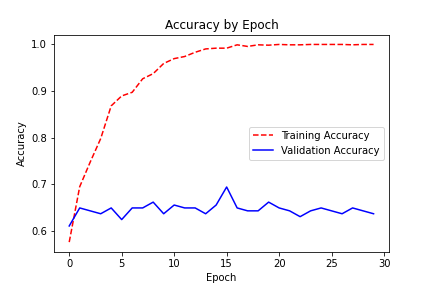 Accuracy by Epoch
1.0
0.9
0.8
0.7
0.6
Accuracy
Training Accuracy
Validation Accuracy
0 5 10 15 20 25 30
Epoch